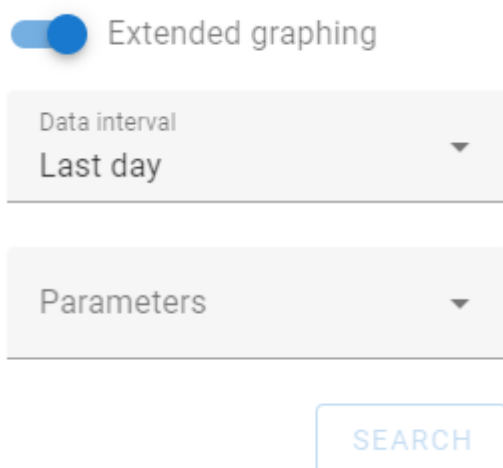 Extended graphing
Data interval
Last day
Parameters
SEARCH